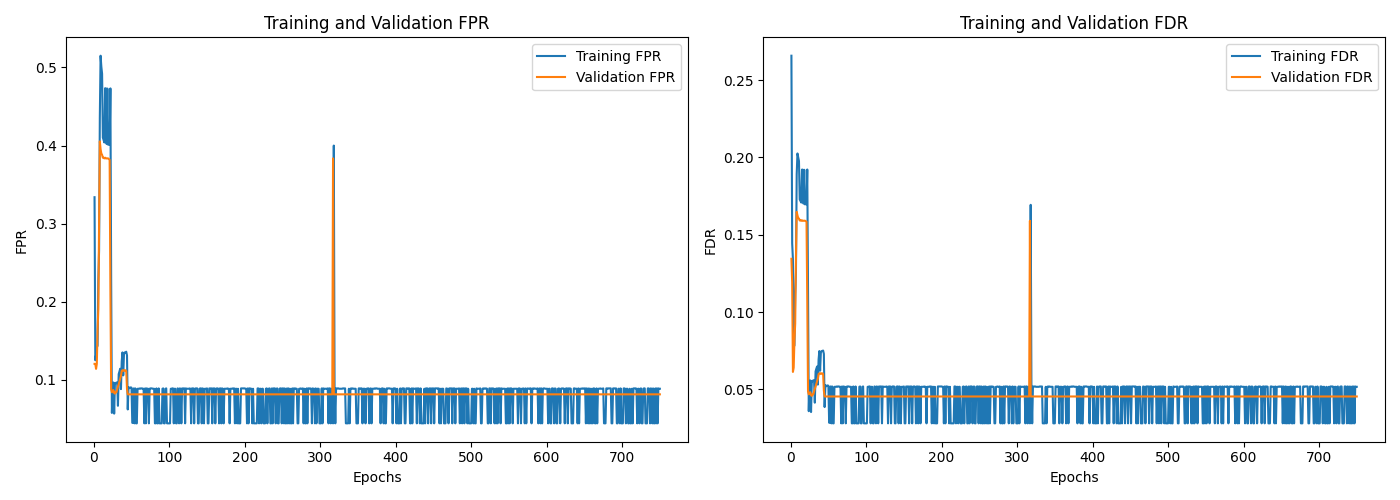 Training and Validation FPR
Training FPR
Validation FPR
0.5
0.4
0.3
0.2
0.1
FPR
0
100
200
300
400
500
600
700
Epochs
Training and Validation FDR
Training FDR
Validation FDR
0.25
0.20
0.15
0.10
0.05
FDR
0
100
200
300
400
500
600
700
Epochs